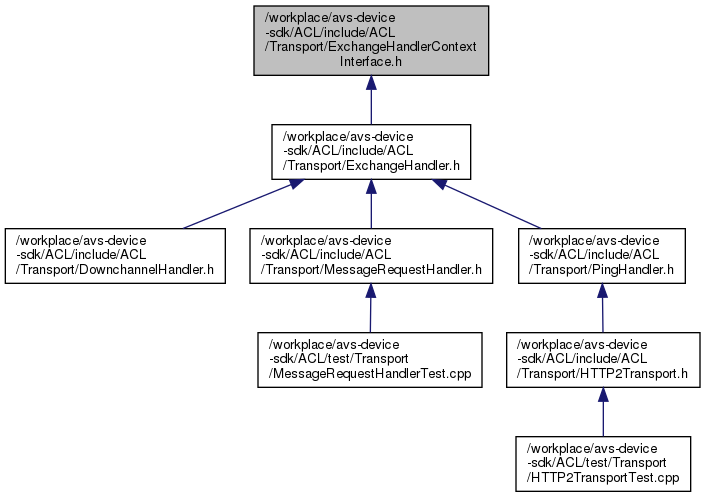 /workplace/avs-device
-sdk/ACL/include/ACL
/Transport/ExchangeHandlerContext
Interface.h
/workplace/avs-device
-sdk/ACL/include/ACL
/Transport/ExchangeHandler.h
/workplace/avs-device
-sdk/ACL/include/ACL
/Transport/DownchannelHandler.h
/workplace/avs-device
-sdk/ACL/include/ACL
/Transport/MessageRequestHandler.h
/workplace/avs-device
-sdk/ACL/include/ACL
/Transport/PingHandler.h
/workplace/avs-device
-sdk/ACL/test/Transport
/MessageRequestHandlerTest.cpp
/workplace/avs-device
-sdk/ACL/include/ACL
/Transport/HTTP2Transport.h
/workplace/avs-device
-sdk/ACL/test/Transport
/HTTP2TransportTest.cpp